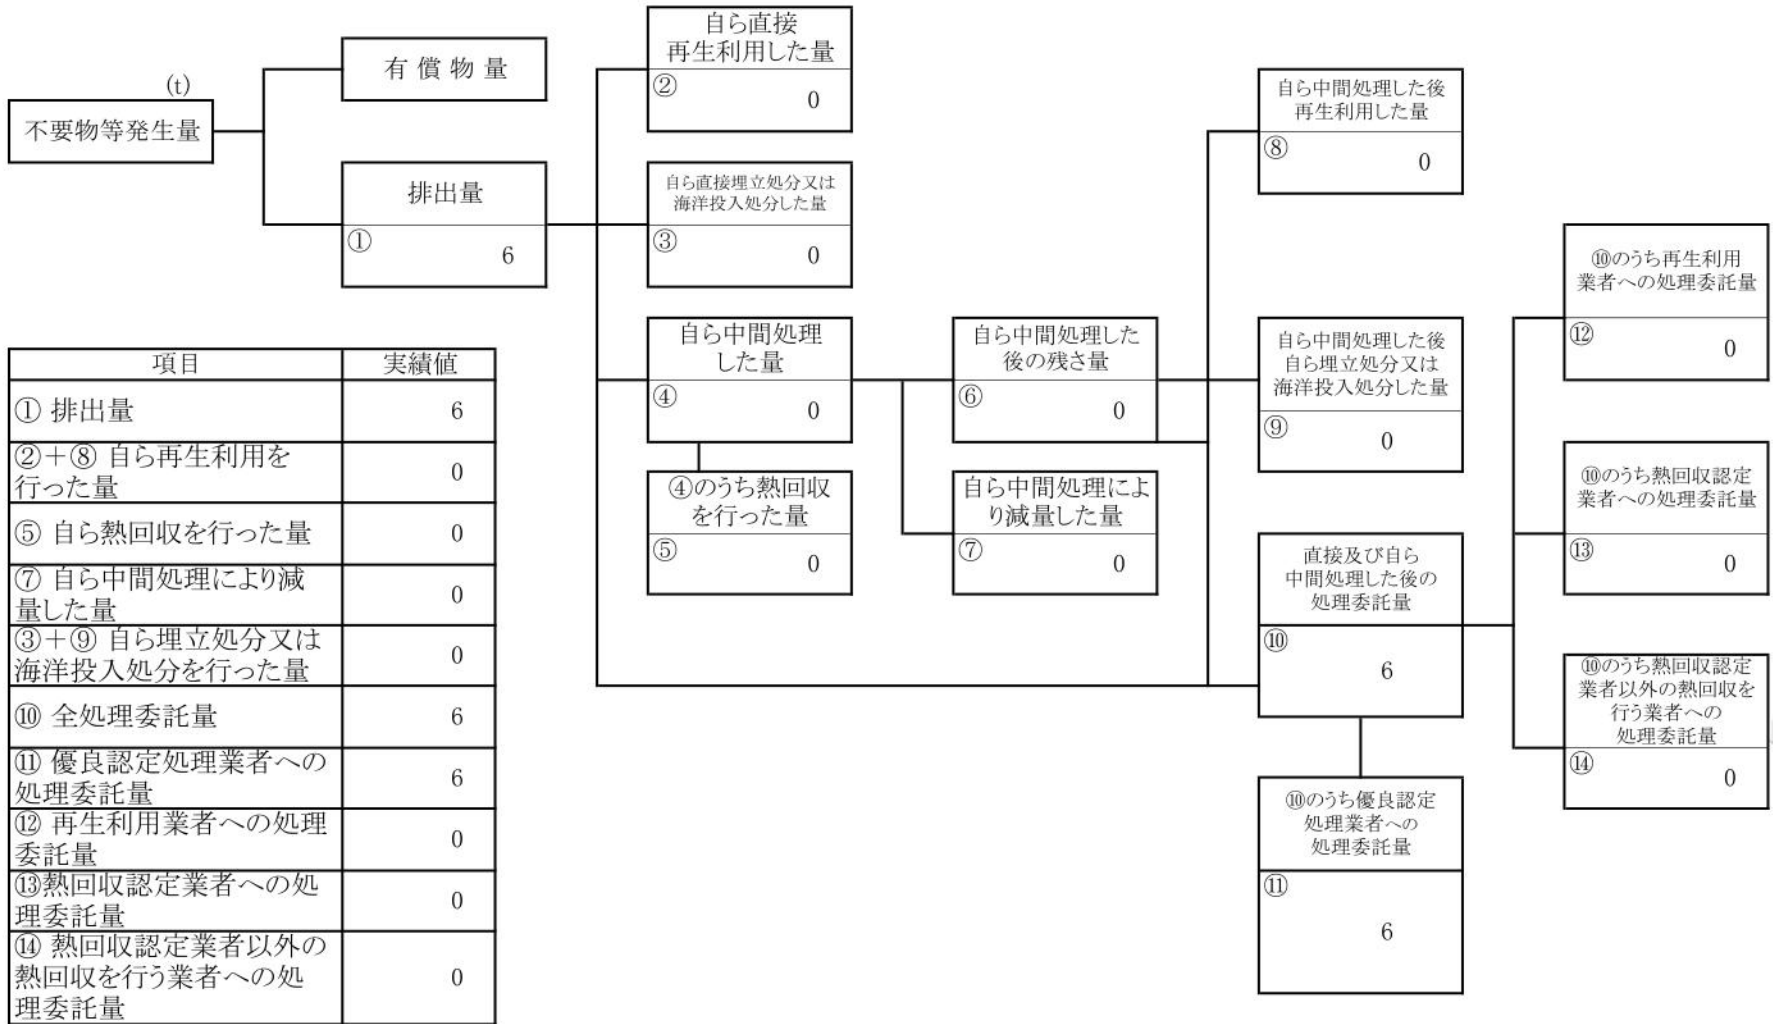 (t)
不要物等発生量
有 償 物 量
排出量
①
6
自ら直接
再生利用した量
②
0
自ら直接埋立処分又は
海洋投入処分した量
③
0
自ら中間処理
した量
④
0
④のうち熱回収
を行った量
⑤
0
自ら中間処理した
後の残さ量
⑥
0
自ら中間処理によ
り減量した量
⑦
0
自ら中間処理した後
再生利用した量
⑧
0
自ら中間処理した後
自ら埋立処分又は
海洋投入処分した量
⑨
0
直接及び自ら
中間処理した後の
処理委託量
⑩
6
⑩のうち優良認定
処理業者への
処理委託量
⑪
6
⑩のうち再生利用
業者への処理委託量
⑫
0
⑩のうち熱回収認定
業者への処理委託量
⑬
0
⑩のうち熱回収認定
業者以外の熱回収を
行う業者への
処理委託量
⑭
0
項目 実績値
① 排出量 6
②+⑧ 自ら再生利用を
行った量 0
⑤ 自ら熱回収を行った量 0
⑦ 自ら中間処理により減
量した量 0
③+⑨ 自ら埋立処分又は
海洋投入処分を行った量 0
⑩ 全処理委託量 6
⑪ 優良認定処理業者への
処理委託量 6
⑫ 再生利用業者への処理
委託量 0
⑬熱回収認定業者への処
理委託量 0
⑭ 熱回収認定業者以外の
熱回収を行う業者への処
理委託量 0